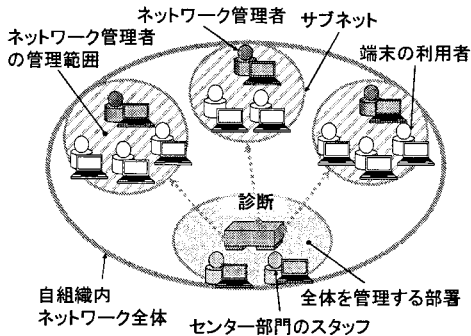 ネットワーク管理者
サブネット
ネットワーク管理者
の管理範囲
端末の利用者
診断
自組織内
ネットワーク全体
全体を管理する部署
センター部門のスタッフ